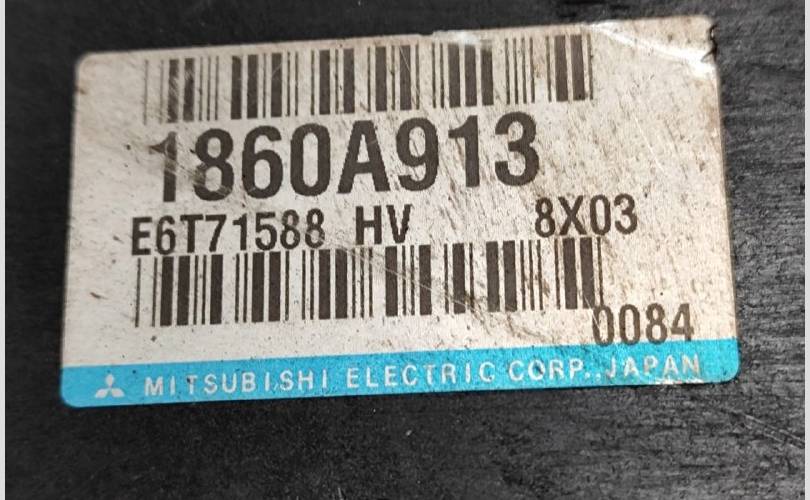 1860A913
E6T71588 HV 8X03
0084
MITSUBISHI ELECTRIC CORP., JAPAN